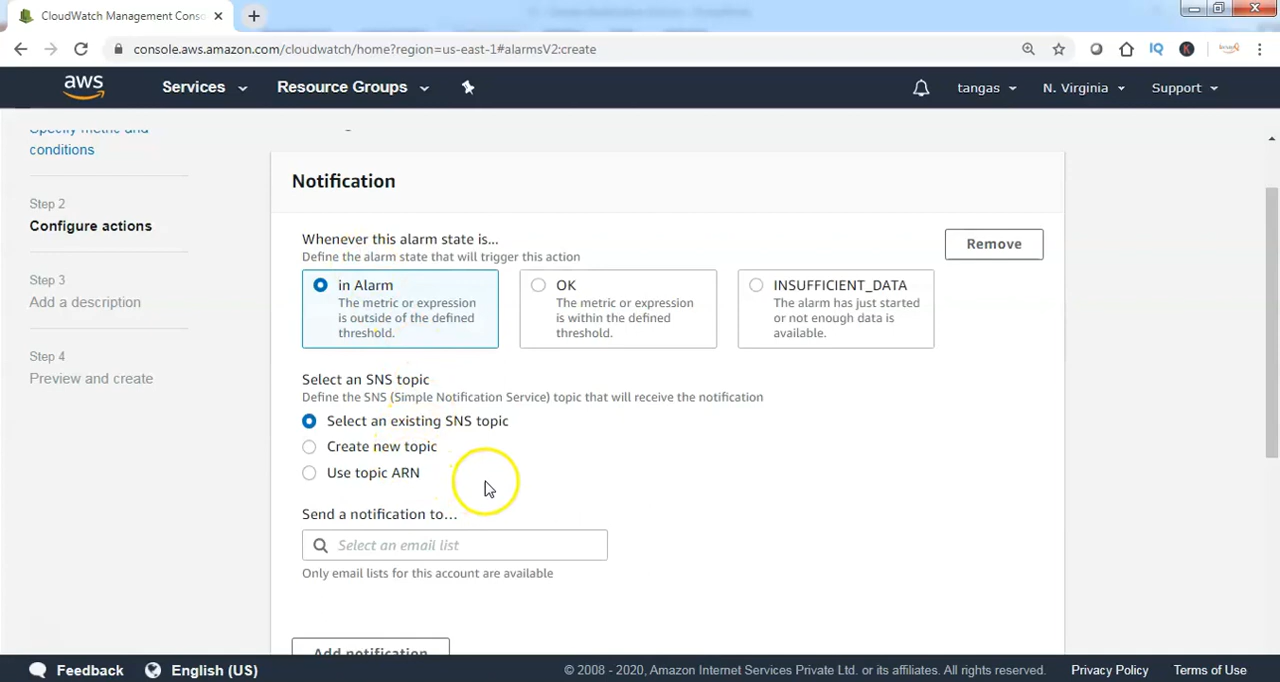 CloudWatch Management Conso
console.aws.amazon.com/cloudwatch/home?region=us-east-1#alarmsV2:create
IQ
K
aws
Services
Resource Groups
tangas
N. Virginia
Support
Specify metric and
conditions
Step 2
Configure actions
Step 3
Add a description
Step 4
Preview and create
Notification
Whenever this alarm state is...
Define the alarm state that will trigger this action
Remove
in Alarm
The metric or expression
is outside of the defined
threshold.
OK
The metric or expression
is within the defined
threshold.
INSUFFICIENT_DATA
The alarm has just started
or not enough data is
available.
Select an SNS topic
Define the SNS (Simple Notification Service) topic that will receive the notification
Select an existing SNS topic
Create new topic
Use topic ARN
Send a notification to...
Select an email list
Only email lists for this account are available
Add notification
Feedback
English (US)
© 2008 - 2020, Amazon Internet Services Private Ltd. or its affiliates. All rights reserved.
Privacy Policy
Terms of Use